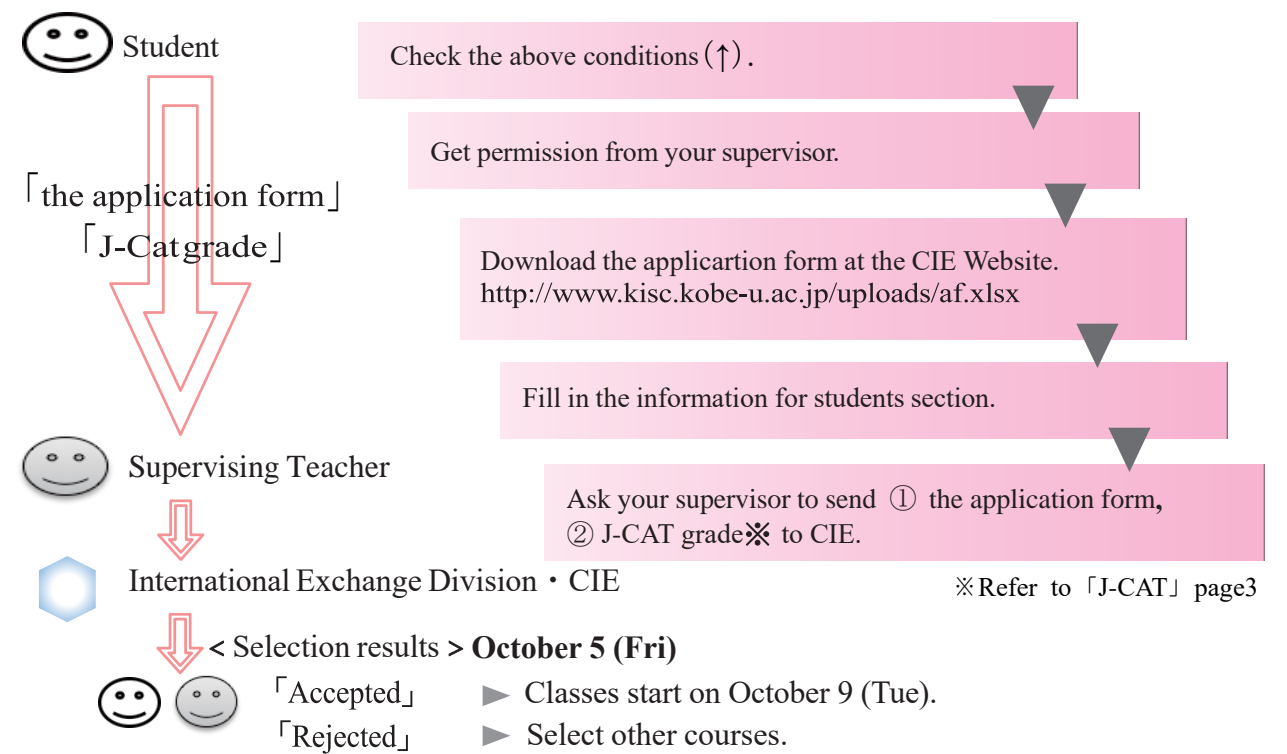 Student
「the application form」
「J-Cat grade」
Supervising Teacher
International Exchange Division・CIE
< Selection results > October 5 (Fri)
「Accepted」 ▶ Classes start on October 9 (Tue).
「Rejected」 ▶ Select other courses.
Check the above conditions(↑).
Get permission from your supervisor.
Download the applicartion form at the CIE Website.
http://www.kisc.kobe-u.ac.jp/uploads/af.xlsx
Fill in the information for students section.
Ask your supervisor to send ① the application form,
② J-CAT grade※ to CIE.
※Refer to「J-CAT」page3